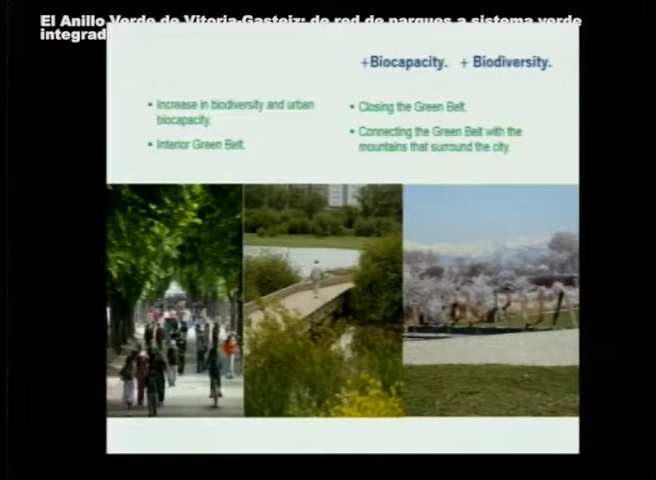 El Anillo Verde de Vitoria-Gasteiz: de red de parques a sistema verde
integrad
+Biocapacity. + Biodiversity.
• Increase in biodiversity and urban
biocapacity.
• Interior Green Belt.
• Closing the Green Belt.
• Connecting the Green Belt with the
mountains that surround the city.